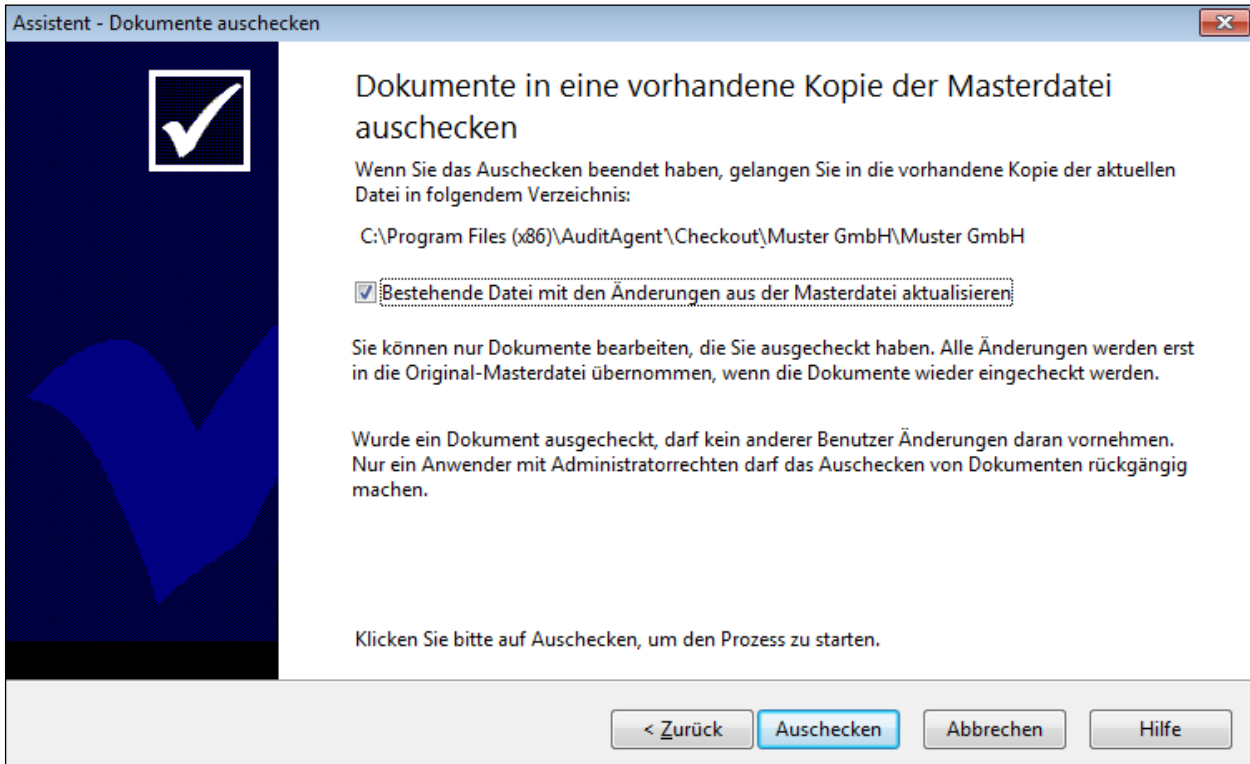 Assistent - Dokumente auschecken
Dokumente in eine vorhandene Kopie der Masterdatei
auschecken
Wenn Sie das Auschecken beendet haben, gelangen Sie in die vorhandene Kopie der aktuellen
Datei in folgendem Verzeichnis:
C:\Program Files (x86)\AuditAgent\Checkout\Muster GmbH\Muster GmbH
Bestehende Datei mit den Änderungen aus der Masterdatei aktualisieren
Sie können nur Dokumente bearbeiten, die Sie ausgecheckt haben. Alle Änderungen werden erst
in die Original-Masterdatei übernommen, wenn die Dokumente wieder eingecheckt werden.
Wurde ein Dokument ausgecheckt, darf kein anderer Benutzer Änderungen daran vornehmen.
Nur ein Anwender mit Administratorrechten darf das Auschecken von Dokumenten rückgängig
machen.
Klicken Sie bitte auf Auschecken, um den Prozess zu starten.
< Zurück Auschecken Abbrechen Hilfe